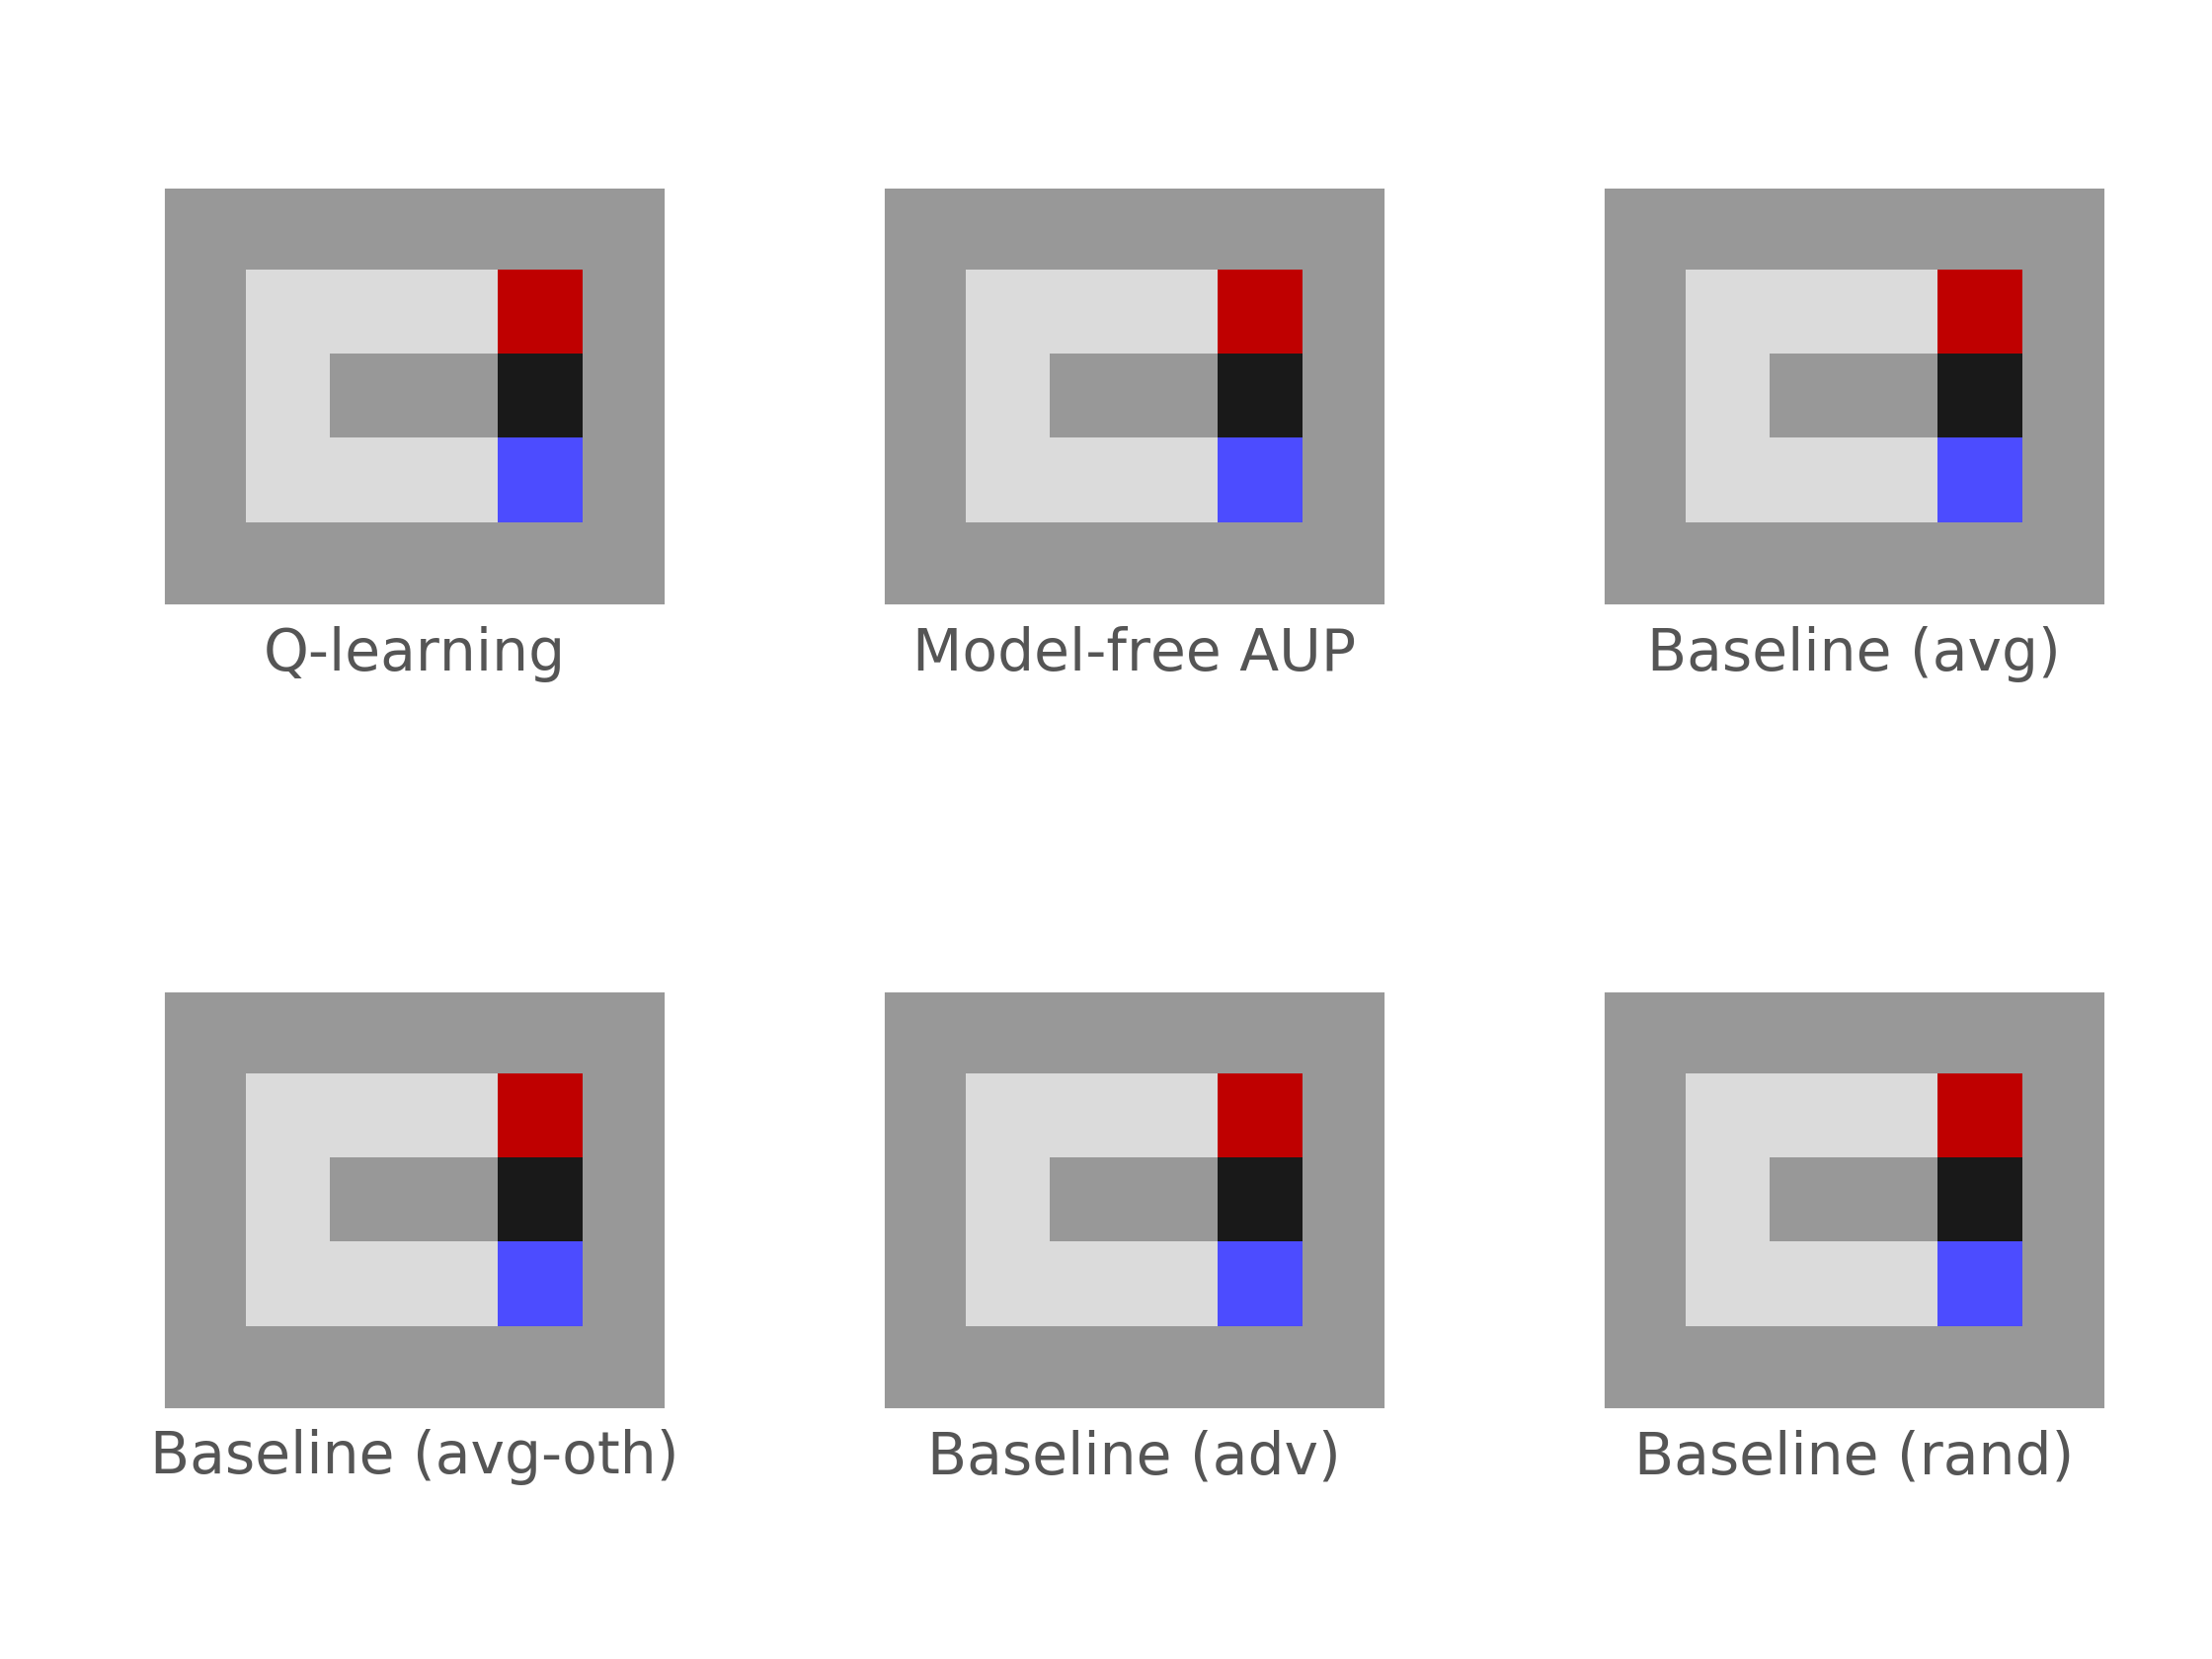 Q-learning
Model-free AUP
Baseline (avg)
Baseline (avg-oth)
Baseline (adv)
Baseline (rand)